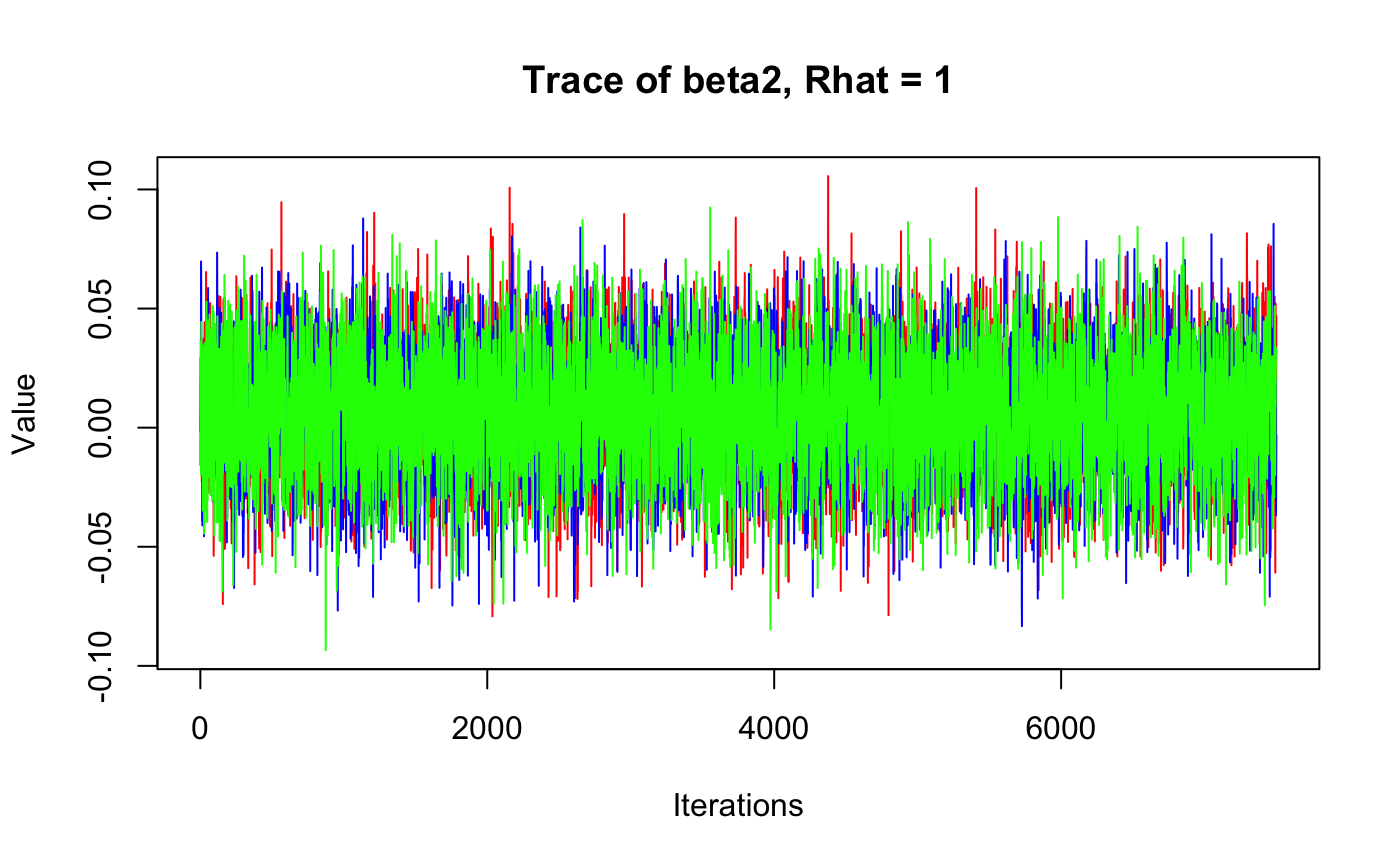 Trace of beta2, Rhat = 1
0.10
0.05
0.00
-0.05
-0.10
Value
0 2000 4000 6000
Iterations